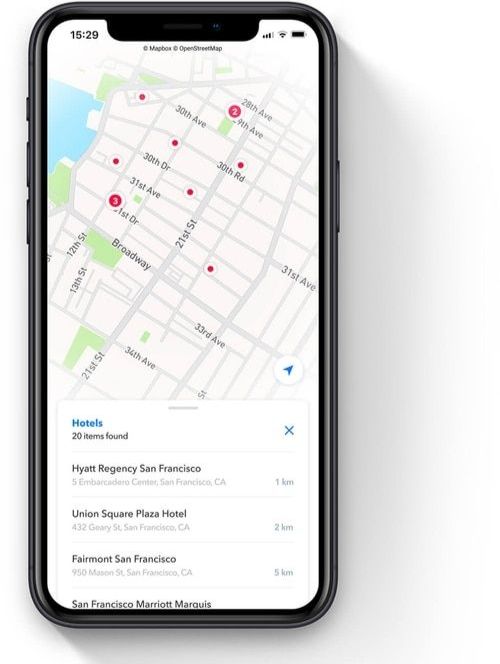 15:29
© Mapbox © OpenStreetMap
28th Ave
2
30th Ave
9th Ave
30th Dr
30th Rd
31st Ave
3
31st Dr
21st St
12th St
Broadway
31st Ave
13th St
33rd Ave
34th Ave
21st St
Hotels
20 items found
Hyatt Regency San Francisco
5 Embarcadero Center, San Francisco, CA
1 km
Union Square Plaza Hotel
432 Geary St, San Francisco, CA
2 km
Fairmont San Francisco
950 Mason St, San Francisco, CA
5 km
San Francisco Marriott Marquis